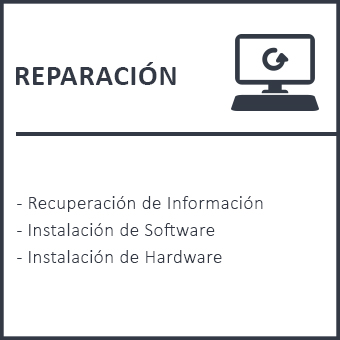 REPARACIÓN
- Recuperación de Información
- Instalación de Software
- Instalación de Hardware